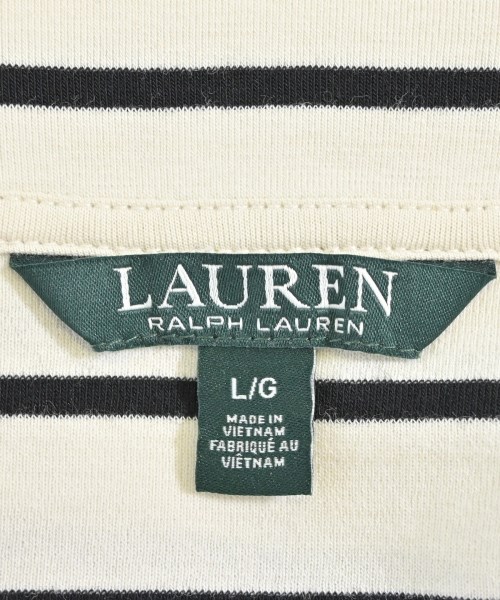 LAUREN
RALPH LAUREN
L/G
MADE IN
VIETNAM
FABRIQUÉ AU
VIÊTNAM